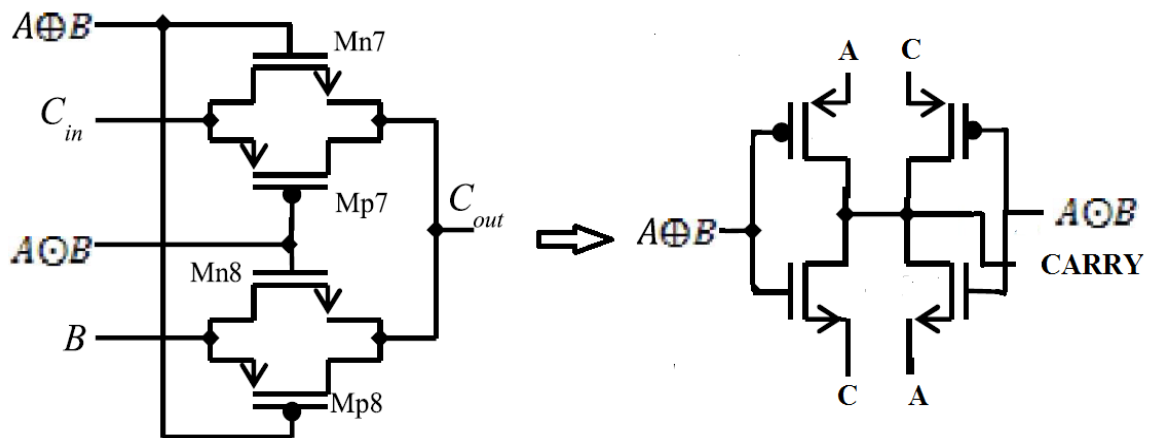 A⊕B
Mn7
C_in
Mp7
C_out
A⊙B
Mn8
B
Mp8
A C
A⊕B
A⊙B
CARRY
C A